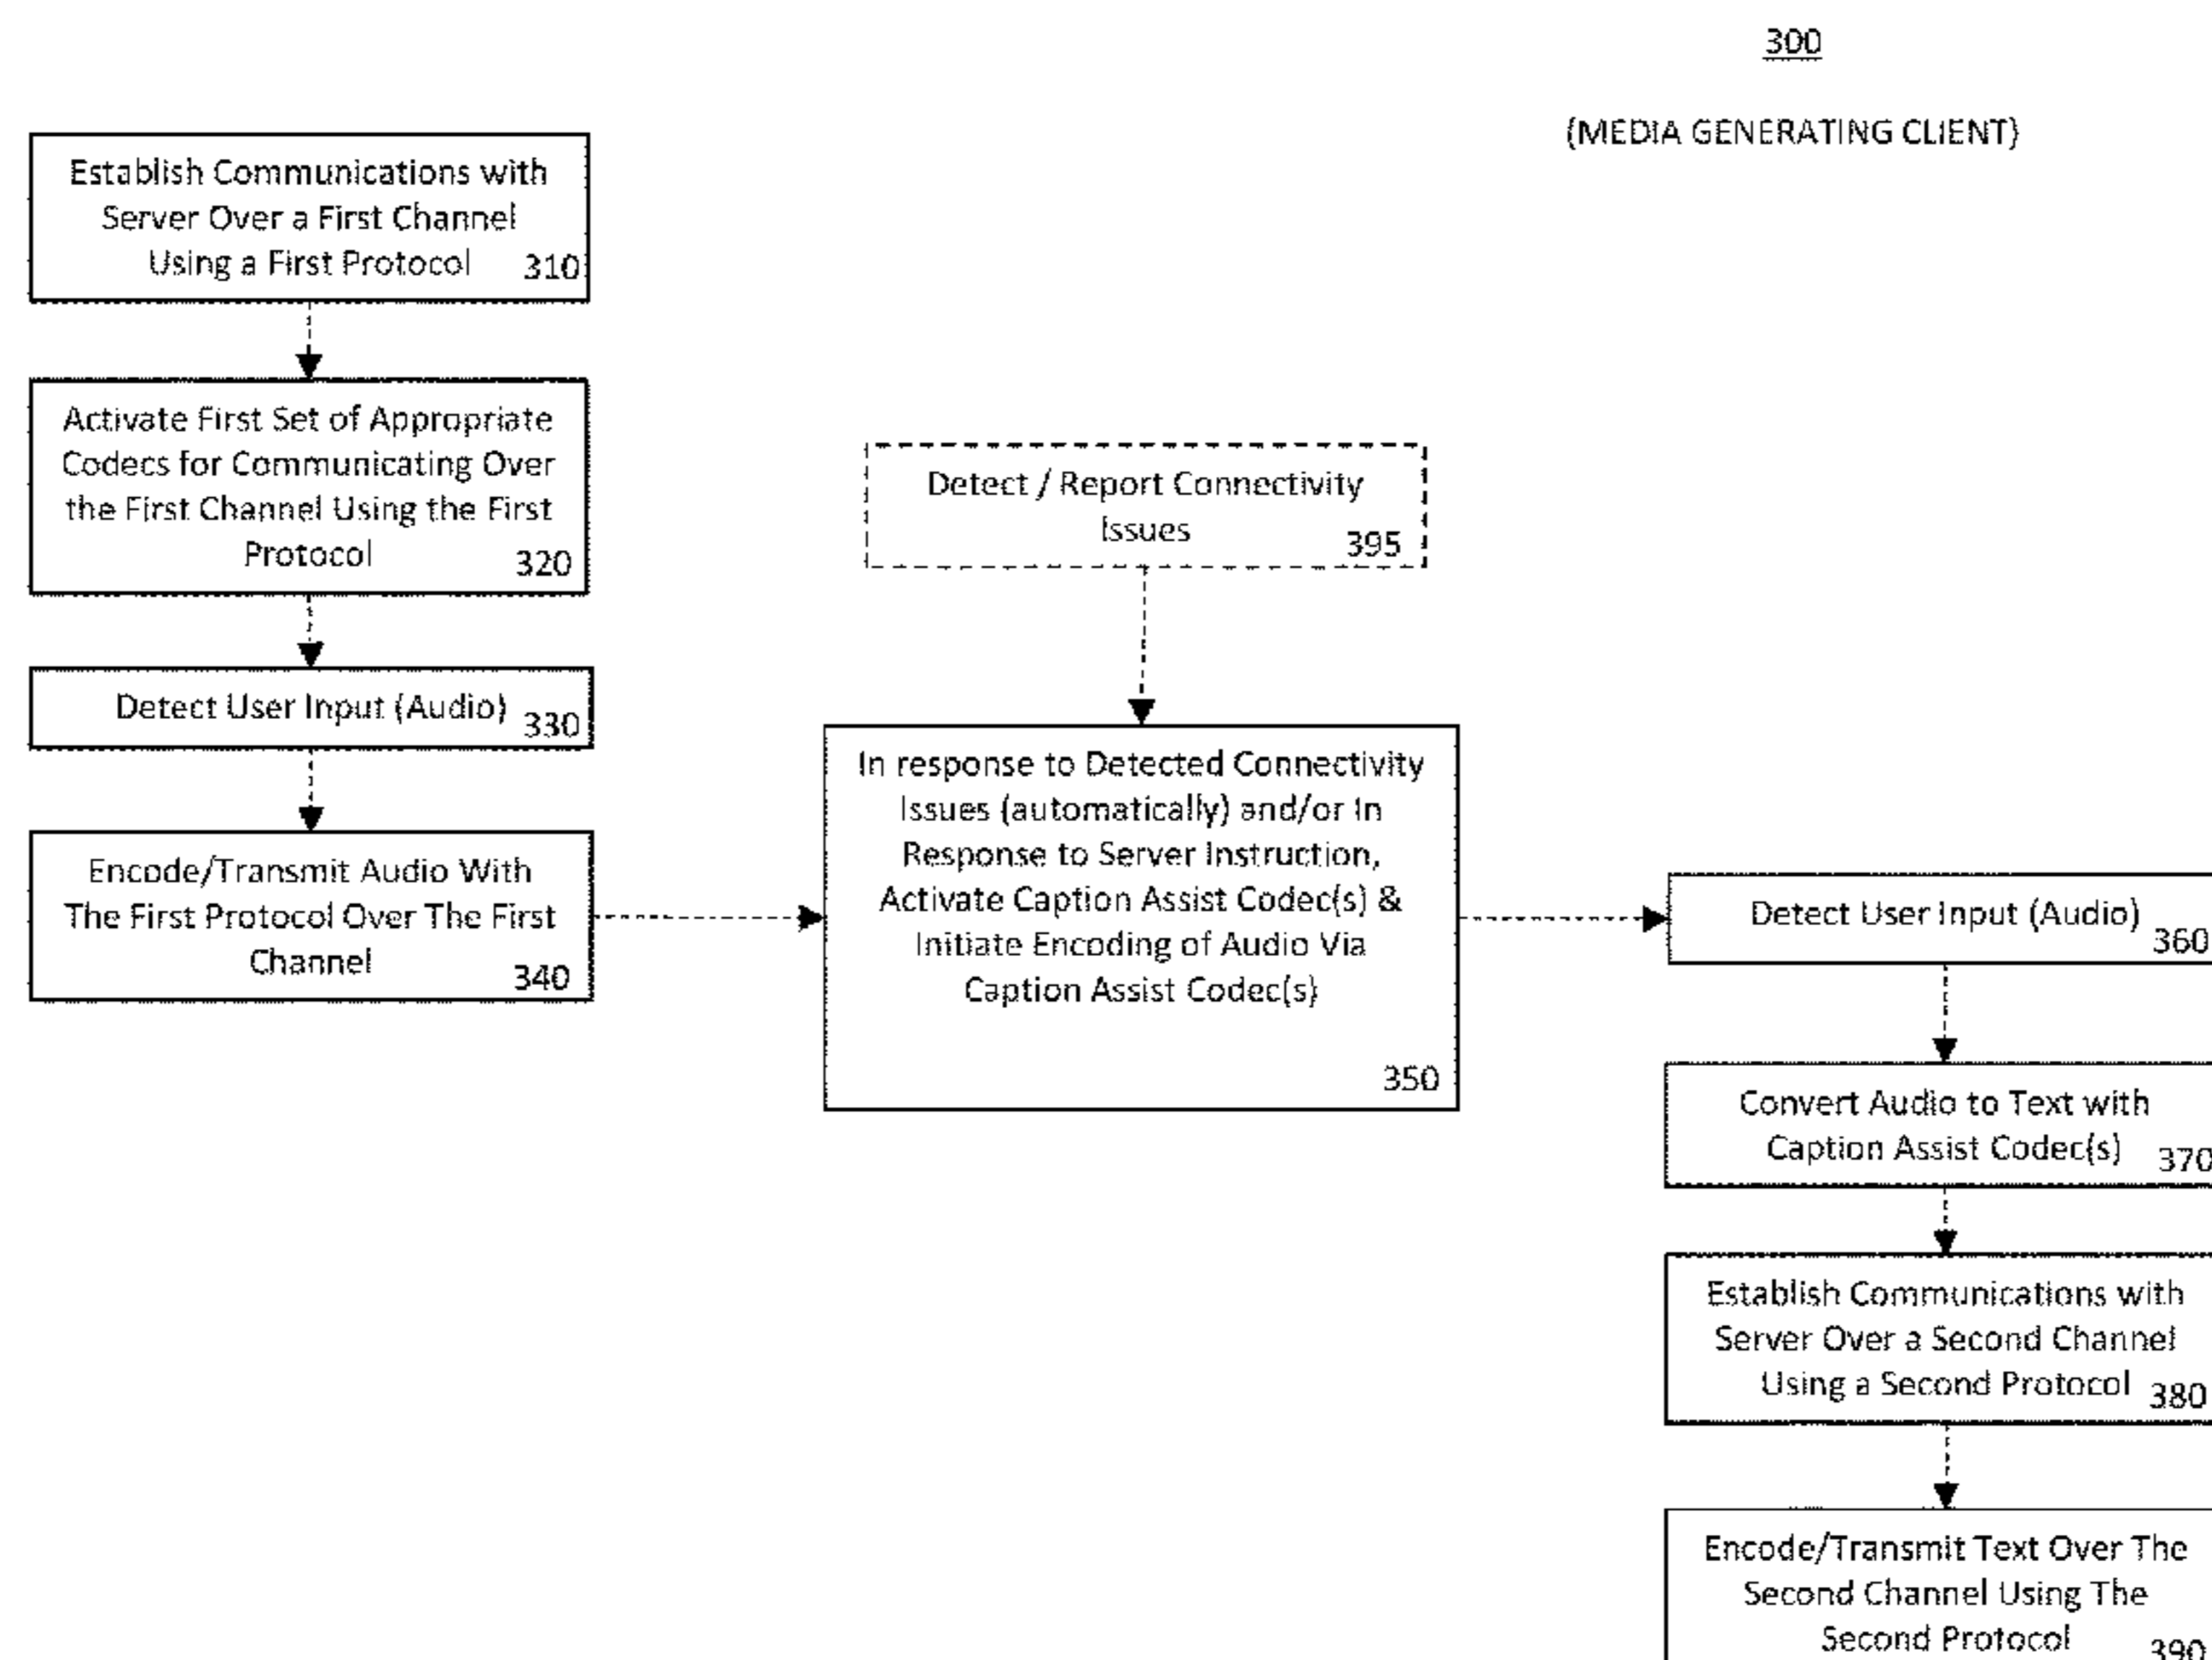 300
(MEDIA GENERATING CLIENT)
Establish Communications with
Server Over a First Channel
Using a First Protocol 310
Activate First Set of Appropriate
Codecs for Communicating Over
the First Channel Using the First
Protocol 320
Detect User Input (Audio) 330
Encode/Transmit Audio With
The First Protocol Over The First
Channel 340
Detect / Report Connectivity
Issues 395
In response to Detected Connectivity
Issues (automatically) and/or In
Response to Server Instruction,
Activate Caption Assist Codec(s) &
Initiate Encoding of Audio Via
Caption Assist Codec(s)
350
Detect User Input (Audio) 360
Convert Audio to Text with
Caption Assist Codec(s) 370
Establish Communications with
Server Over a Second Channel
Using a Second Protocol 380
Encode/Transmit Text Over The
Second Channel Using The
Second Protocol 390